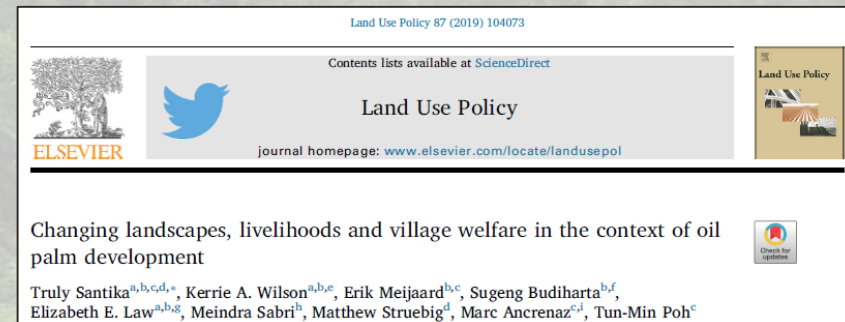 Land Use Policy 87 (2019) 104073
Contents lists available at ScienceDirect
Land Use Policy
journal homepage: www.elsevier.com/locate/landusepol
ELSEVIER
Land Use Policy
Changing landscapes, livelihoods and village welfare in the context of oil
palm development
Check for
updates
Truly Santika^a,b,c,d,*, Kerrie A. Wilson^a,b,e, Erik Meijaard^b,c, Sugeng Budiharta^b,f,
Elizabeth E. Law^a,b,g, Meindra Sabri^h, Matthew Struebig^d, Marc Ancrenaz^c,i, Tun-Min Poh^c